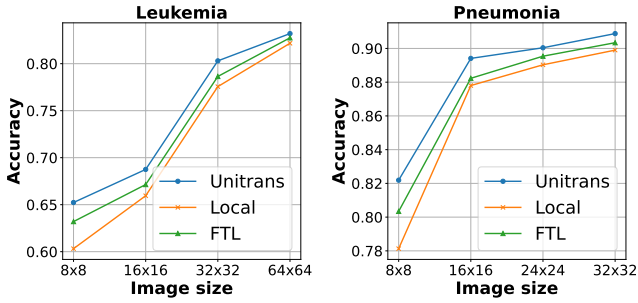 Leukemia
Accuracy
0.80
0.75
0.70
0.65
0.60
Unitrans
Local
FTL
8x8 16x16 32x32 64x64
Image size
Pneumonia
Accuracy
0.90
0.88
0.86
0.84
0.82
0.80
0.78
Unitrans
Local
FTL
8x8 16x16 24x24 32x32
Image size